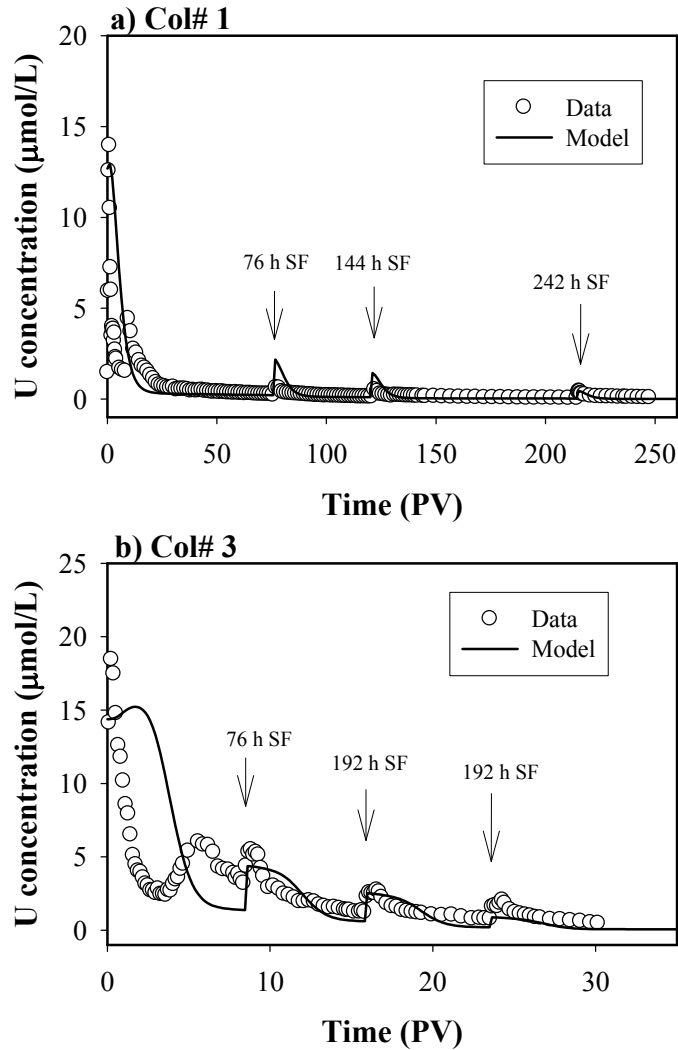 a) Col# 1
20
15
10
5
0
U concentration (μmol/L)
Data
Model
76 h SF
144 h SF
242 h SF
0 50 100 150 200 250
Time (PV)
b) Col# 3
25
20
15
10
5
0
U concentration (μmol/L)
Data
Model
76 h SF
192 h SF
192 h SF
0 10 20 30
Time (PV)